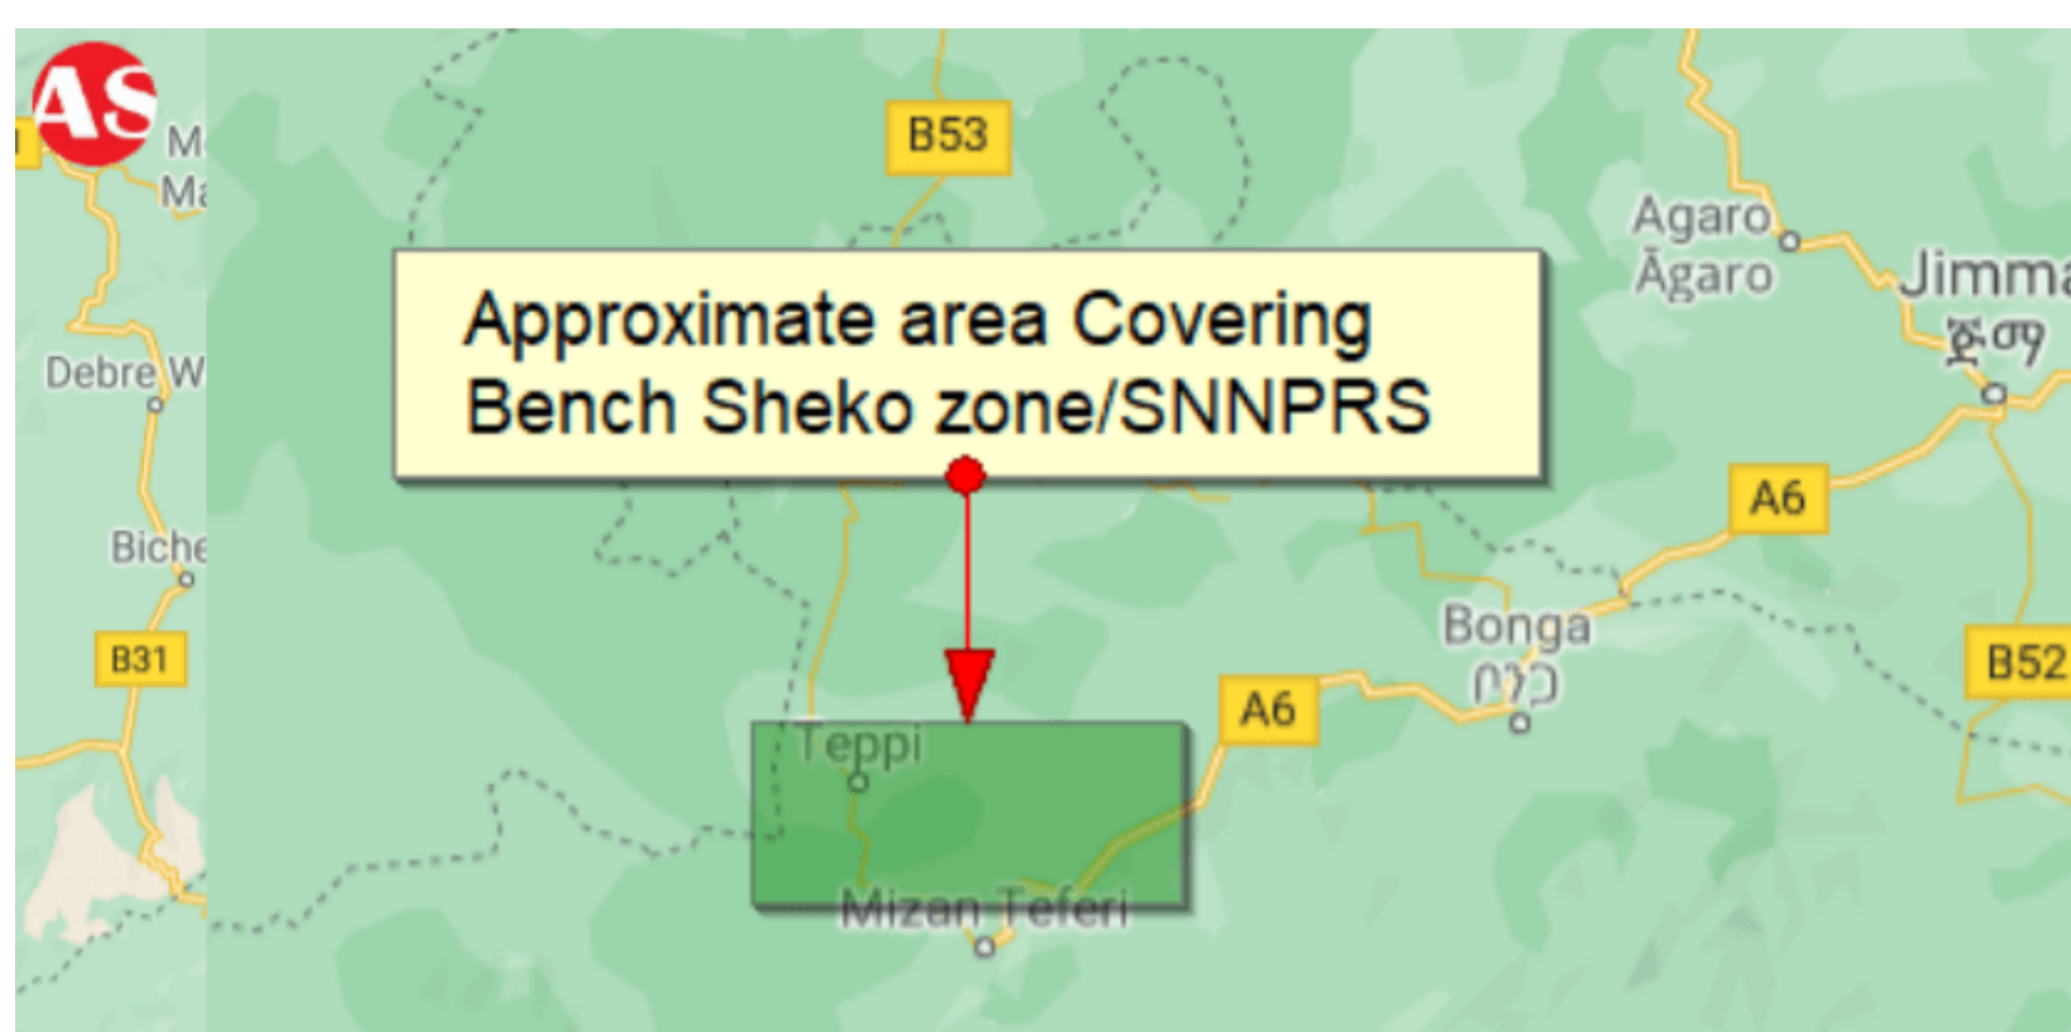 AS
B53
Agaro
Āgaro
Jimma
ጅማ
Approximate area Covering
Bench Sheko zone/SNNPRS
Debre W
A6
Biche
Bonga
ቦንጋ
B31
B52
A6
Teppi
Mizan Teferi